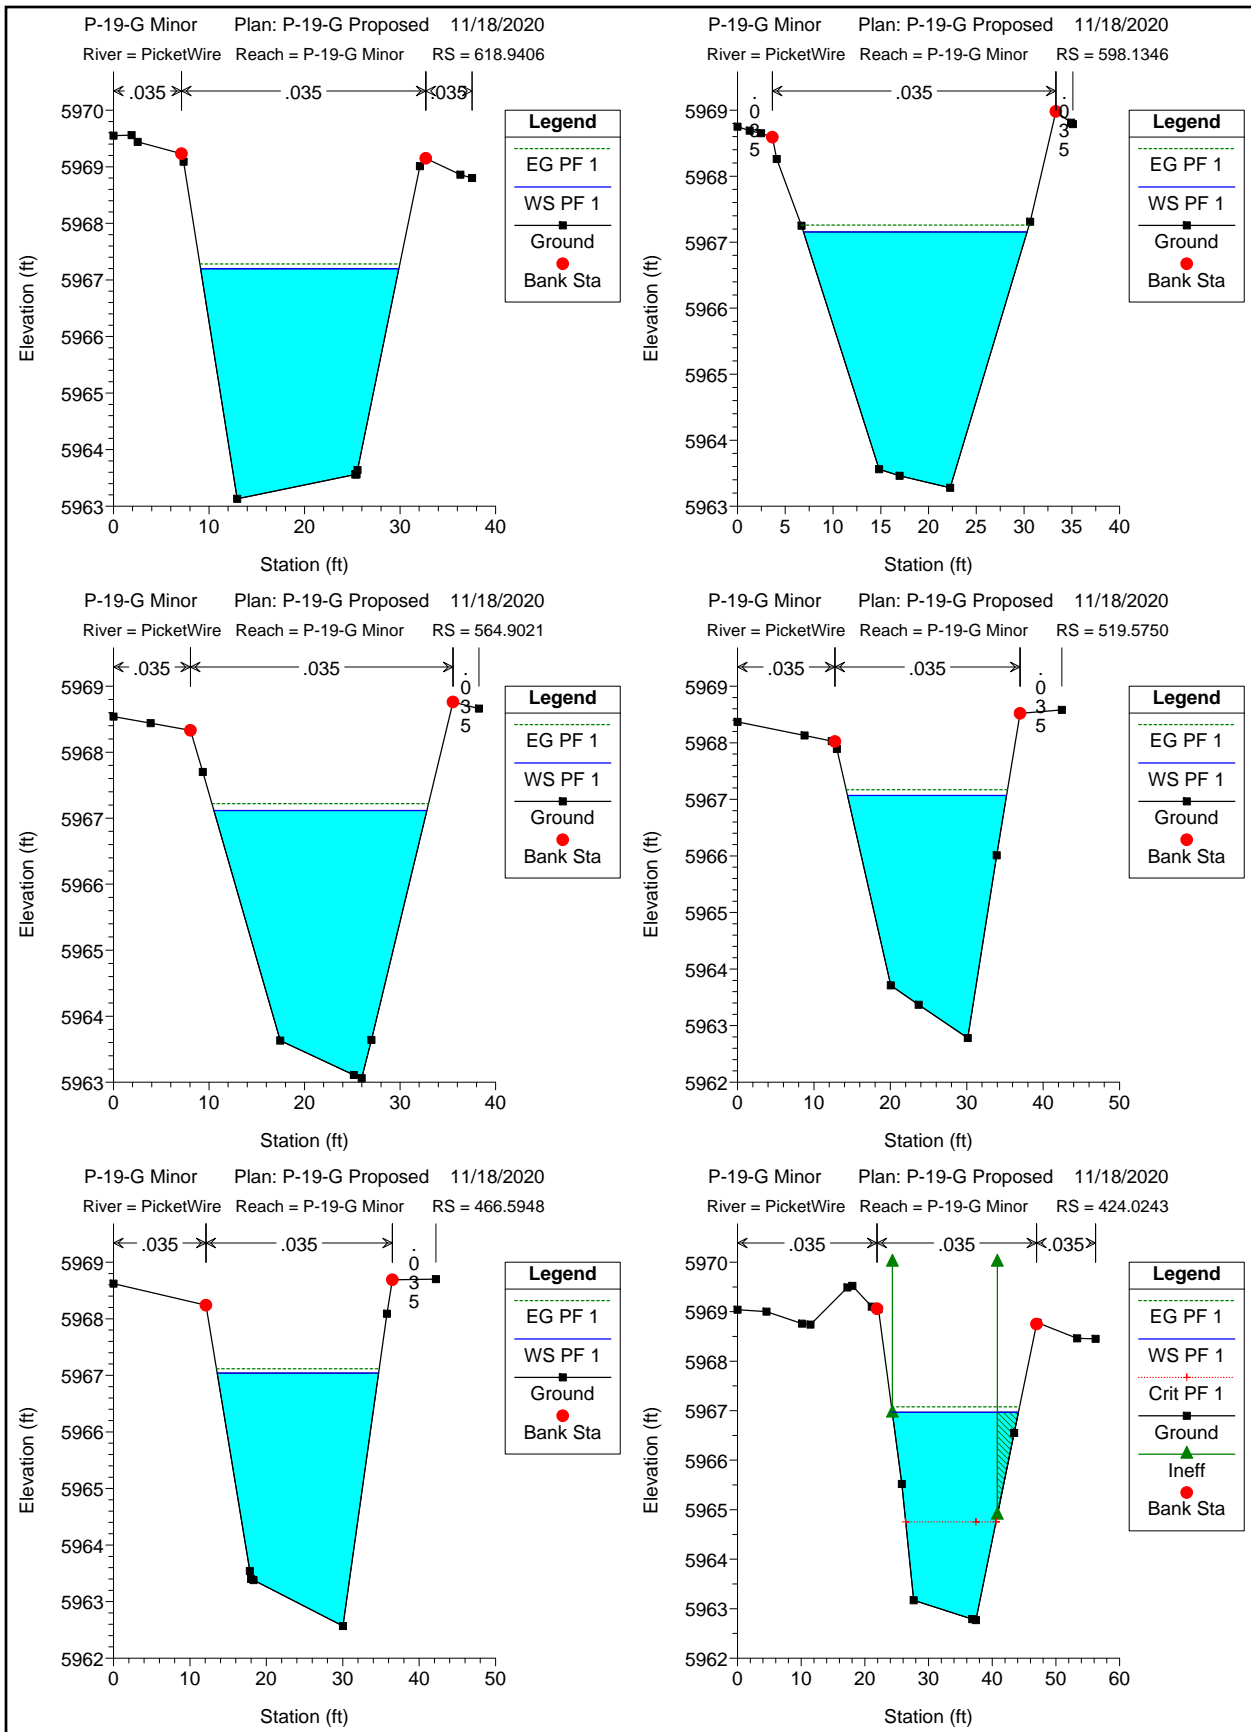 P-19-G Minor Plan: P-19-G Proposed 11/18/2020
River = PicketWire Reach = P-19-G Minor RS = 618.9406
.035 .035 .035
5970
5969
5968
5967
5966
5965
5964
5963
Elevation (ft)
0 10 20 30 40
Station (ft)
Legend
EG PF 1
WS PF 1
Ground
Bank Sta
P-19-G Minor Plan: P-19-G Proposed 11/18/2020
River = PicketWire Reach = P-19-G Minor RS = 598.1346
.035 .035 .035
5969
5968
5967
5966
5965
5964
5963
Elevation (ft)
0 5 10 15 20 25 30 35 40
Station (ft)
Legend
EG PF 1
WS PF 1
Ground
Bank Sta
P-19-G Minor Plan: P-19-G Proposed 11/18/2020
River = PicketWire Reach = P-19-G Minor RS = 564.9021
.035 .035 .035
5969
5968
5967
5966
5965
5964
5963
Elevation (ft)
0 10 20 30 40
Station (ft)
Legend
EG PF 1
WS PF 1
Ground
Bank Sta
P-19-G Minor Plan: P-19-G Proposed 11/18/2020
River = PicketWire Reach = P-19-G Minor RS = 519.5750
.035 .035 .035
5969
5968
5967
5966
5965
5964
5963
5962
Elevation (ft)
0 10 20 30 40 50
Station (ft)
Legend
EG PF 1
WS PF 1
Ground
Bank Sta
P-19-G Minor Plan: P-19-G Proposed 11/18/2020
River = PicketWire Reach = P-19-G Minor RS = 466.5948
.035 .035 .035
5969
5968
5967
5966
5965
5964
5963
5962
Elevation (ft)
0 10 20 30 40 50
Station (ft)
Legend
EG PF 1
WS PF 1
Ground
Bank Sta
P-19-G Minor Plan: P-19-G Proposed 11/18/2020
River = PicketWire Reach = P-19-G Minor RS = 424.0243
.035 .035 .035
5970
5969
5968
5967
5966
5965
5964
5963
5962
Elevation (ft)
0 10 20 30 40 50 60
Station (ft)
Legend
EG PF 1
WS PF 1
Crit PF 1
Ground
Ineff
Bank Sta